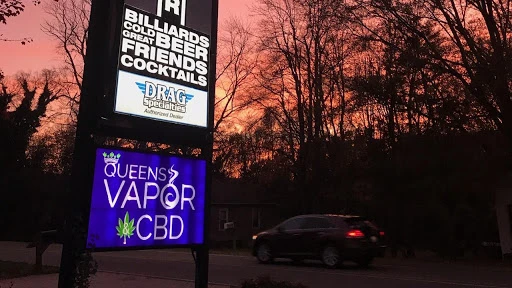 R
BILLIARDS
COLD BEER
GREAT
FRIENDS
COCKTAILS
DRAG
Specialties
Authorized Dealer
QUEENS
VAPOR
& CBD